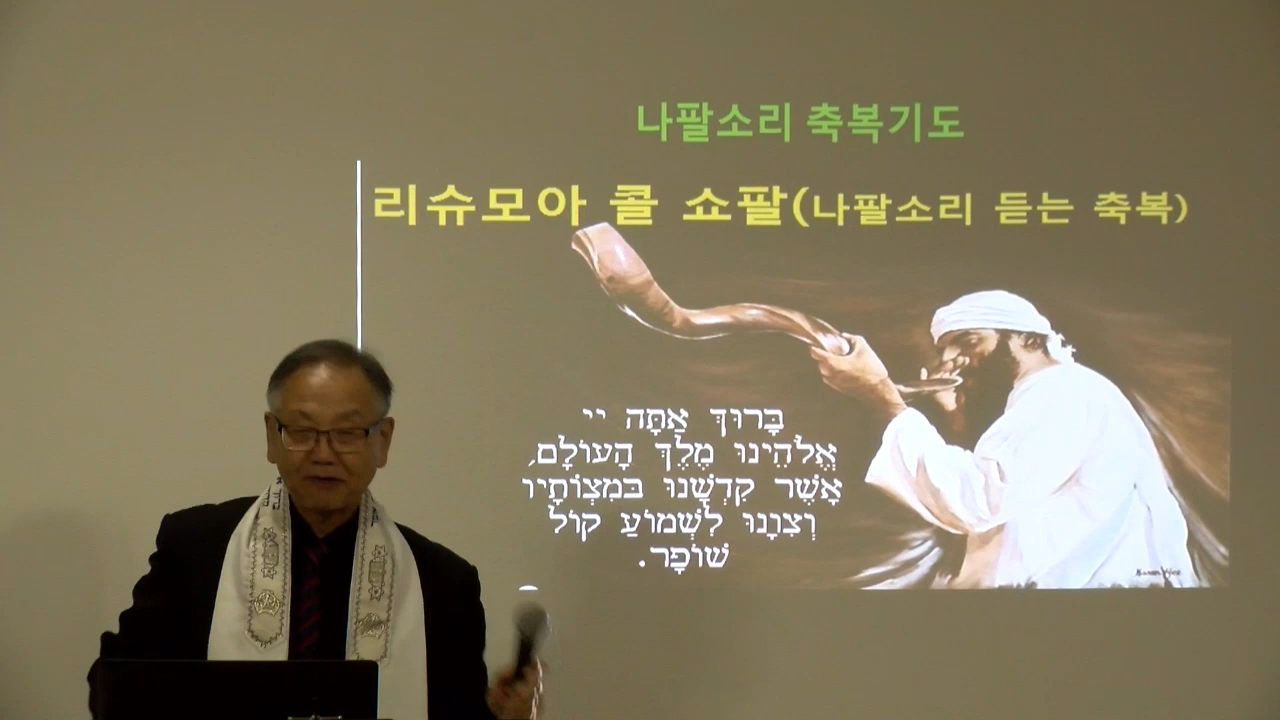 나팔소리 축복기도
리슈모아 콜 쇼팔(나팔소리 듣는 축복)
בָּרוּךְ אַתָּה יי
אֱלֹהֵינוּ מֶלֶךְ הָעוֹלָם,
אֲשֶׁר קִדְשָׁנוּ בּמִצְוֹתָיו
וְצִוָנוּ לִשְׁמוֹעַ קוֹל
שׁוֹפָר.